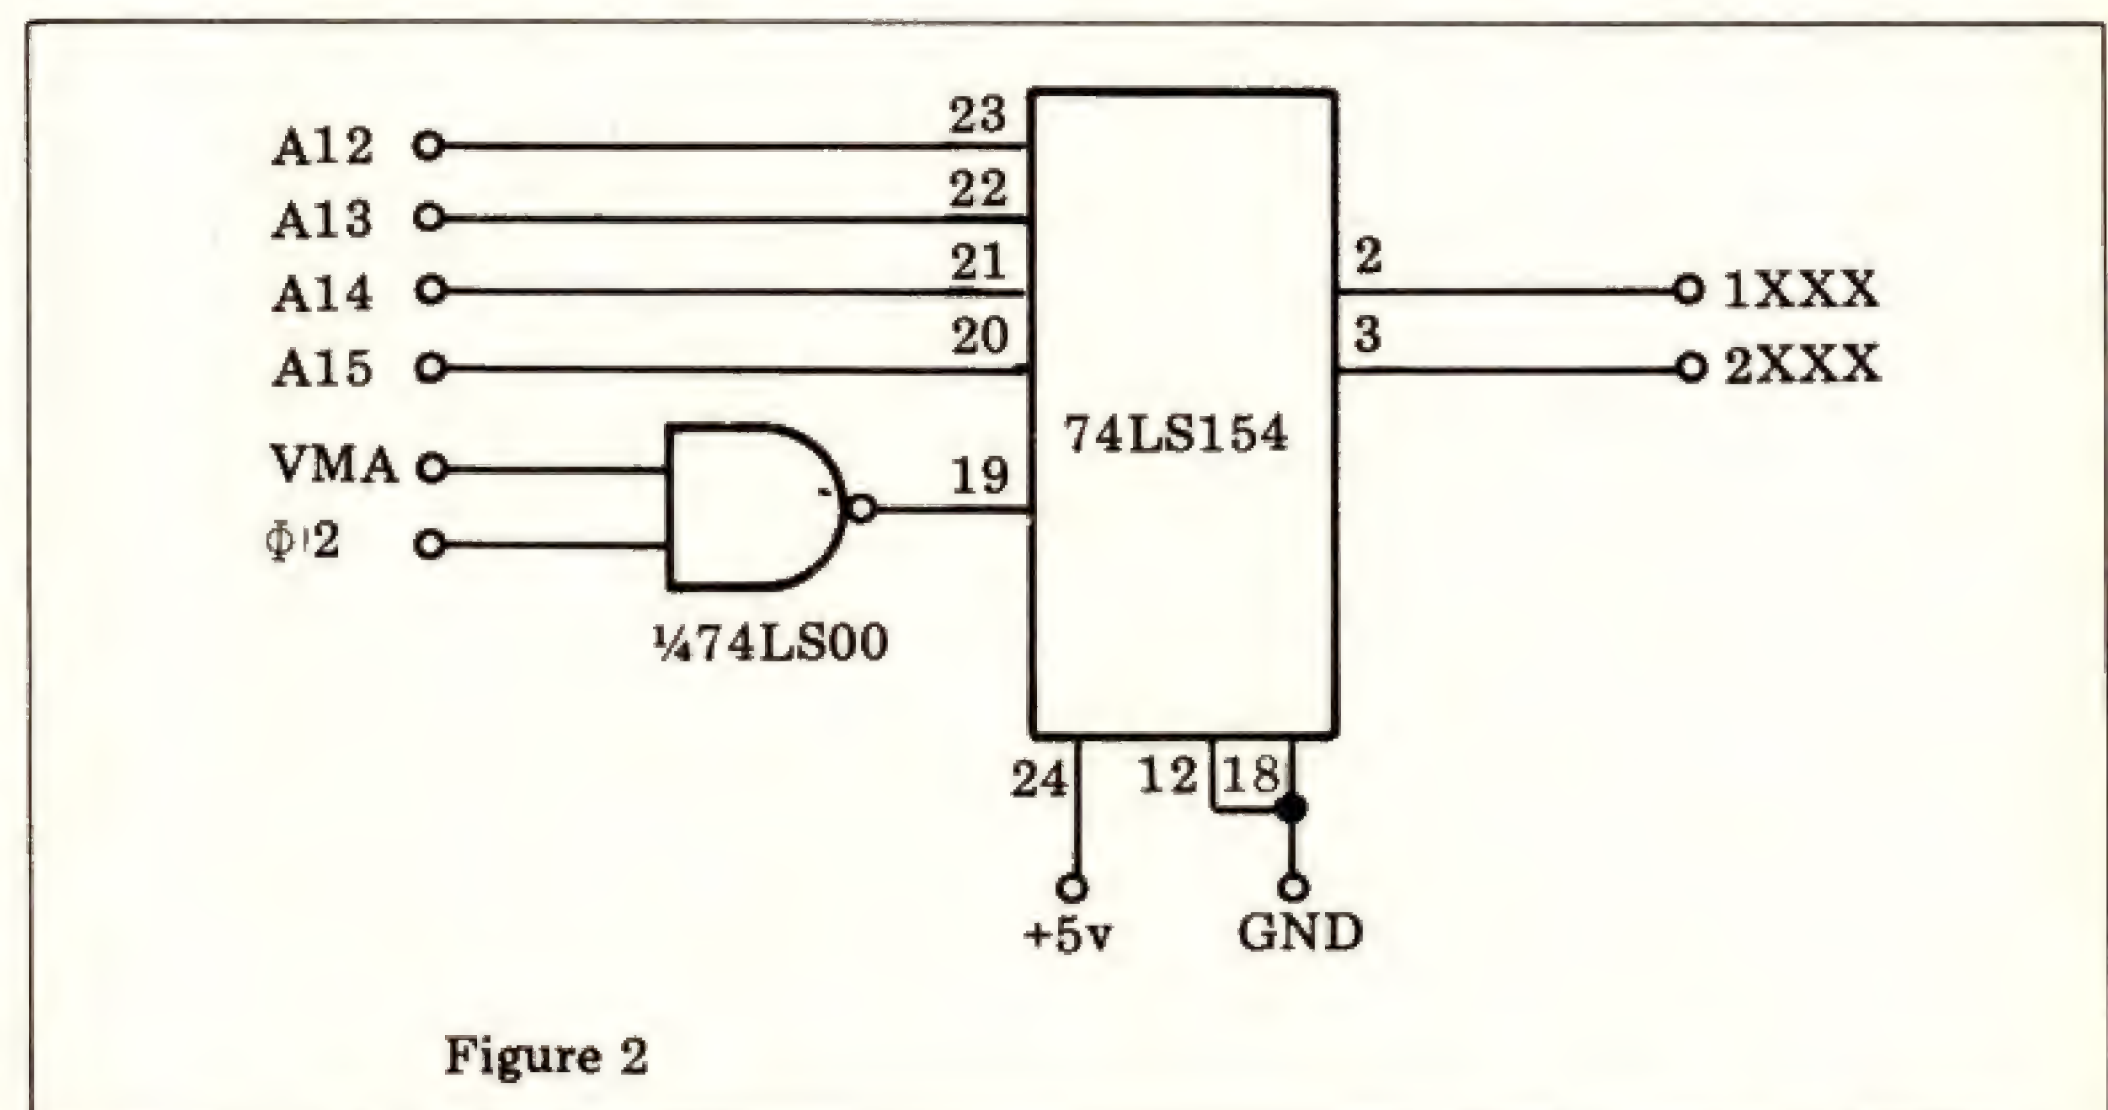 A12
23
A13
22
A14
21
A15
20
VMA
Φ2
19
2
1XXX
3
2XXX
74LS154
¼74LS00
24
12
18
+5v
GND
Figure 2